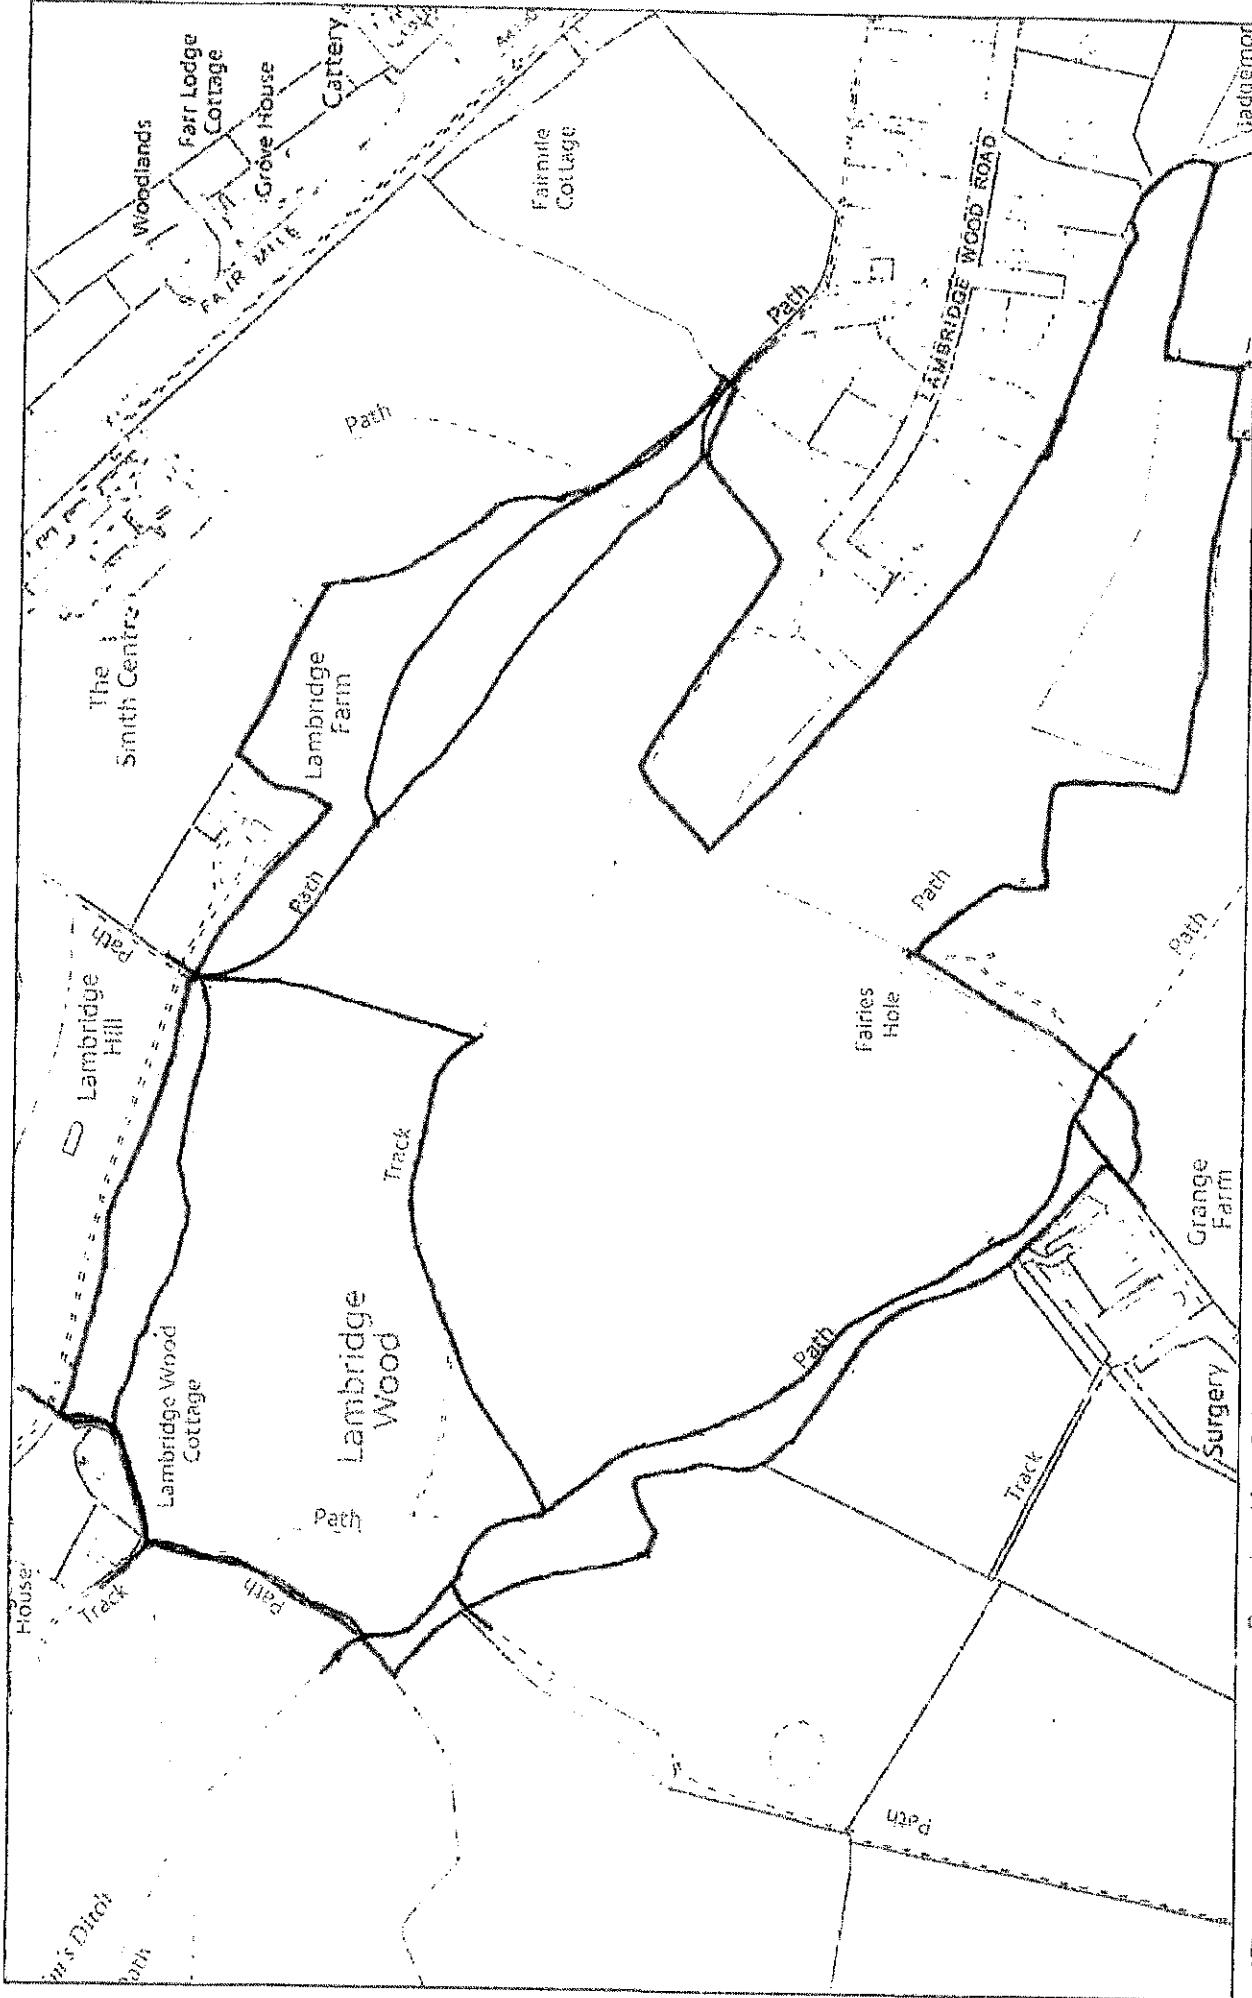 Woodlands
Farr Lodge
Cottage
Grove House
Cattery
FAIR MILE
Fairmile
Cottage
Path
Path
LAMBRIDGE WOOD ROAD
The
Smith Centre
Lambridge
Farm
Path
Path
Lambridge
Hill
Track
Fairies
Hole
Path
Path
Grange
Farm
Lambridge Wood
Cottage
Lambridge
Wood
Path
Path
Track
Surgery
House
Track
Path
Path